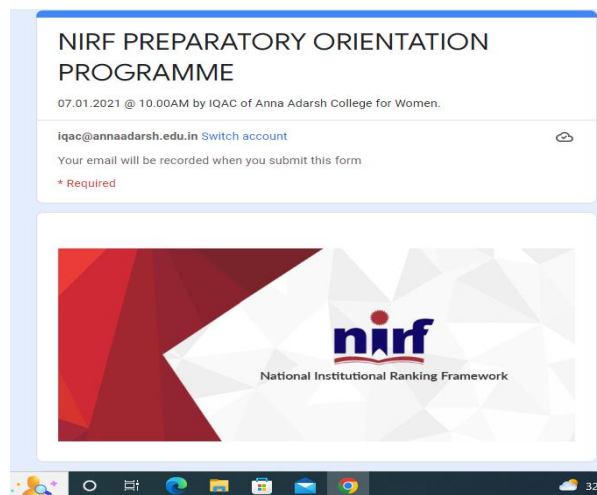 NIRF PREPARATORY ORIENTATION
PROGRAMME
07.01.2021 @ 10.00AM by IQAC of Anna Adarsh College for Women.
iqac@annaadarsh.edu.in Switch account
Your email will be recorded when you submit this form
* Required
nirf
National Institutional Ranking Framework
32